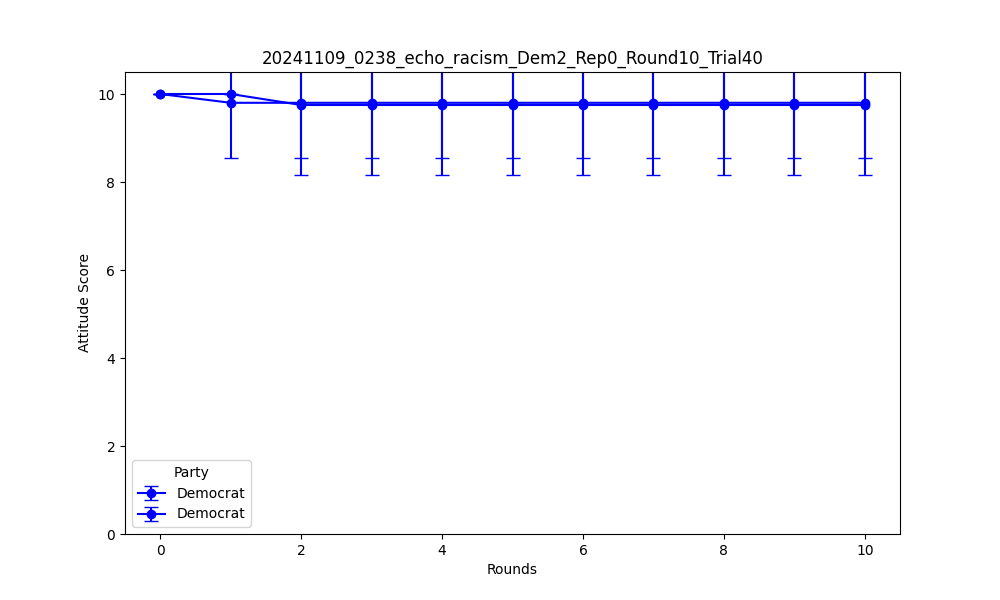 20241109_0238_echo_racism_Dem2_Rep0_Round10_Trial40
10
8
6
4
2
0
Attitude Score
Party
Democrat
Democrat
0 2 4 6 8 10
Rounds